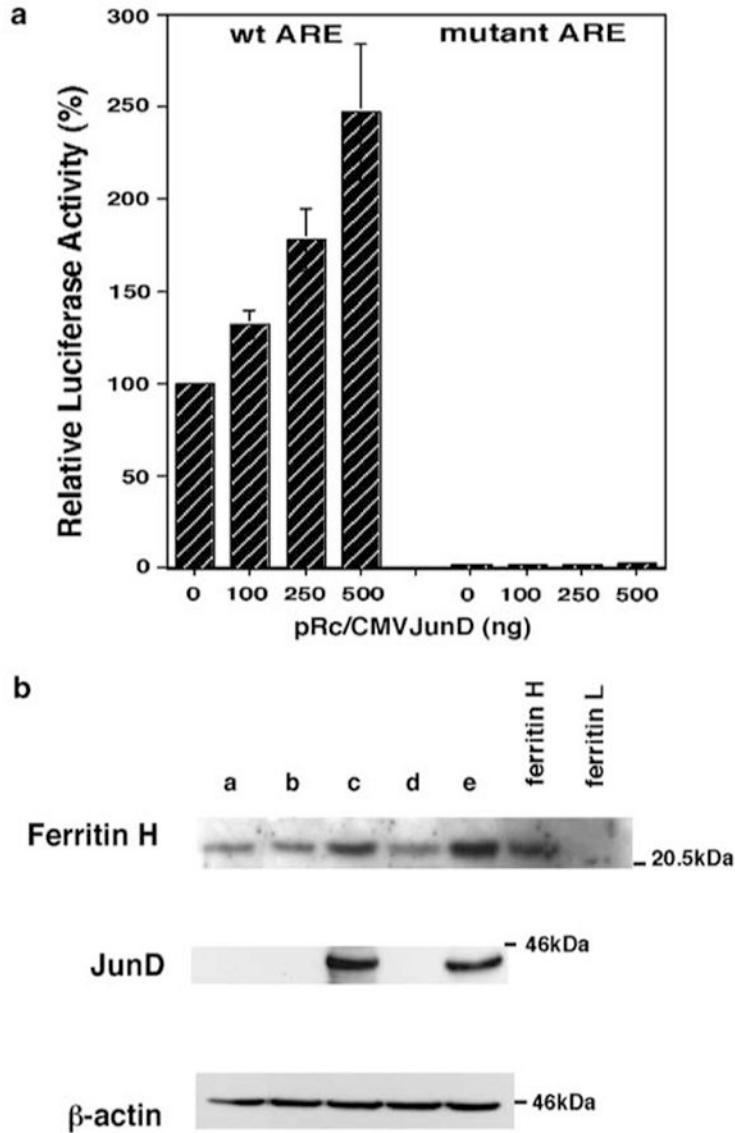 a
wt ARE
mutant ARE
Relative Luciferase Activity (%)
300
250
200
150
100
50
0
0 100 250 500 0 100 250 500
pRc/CMVJunD (ng)
b
a b c d e ferritin H ferritin L
Ferritin H
20.5kDa
JunD
46kDa
β-actin
46kDa